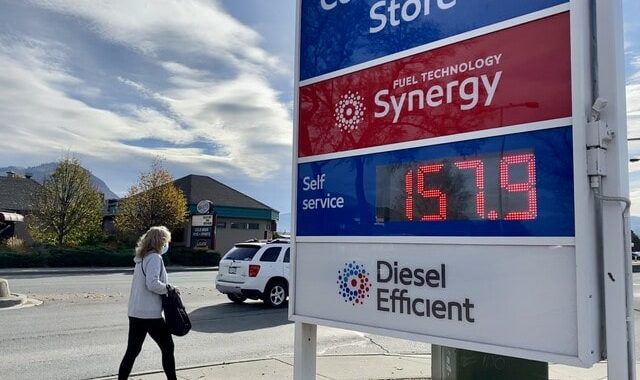 Store
FUEL TECHNOLOGY
Synergy
Self
service
157.9
Diesel
Efficient